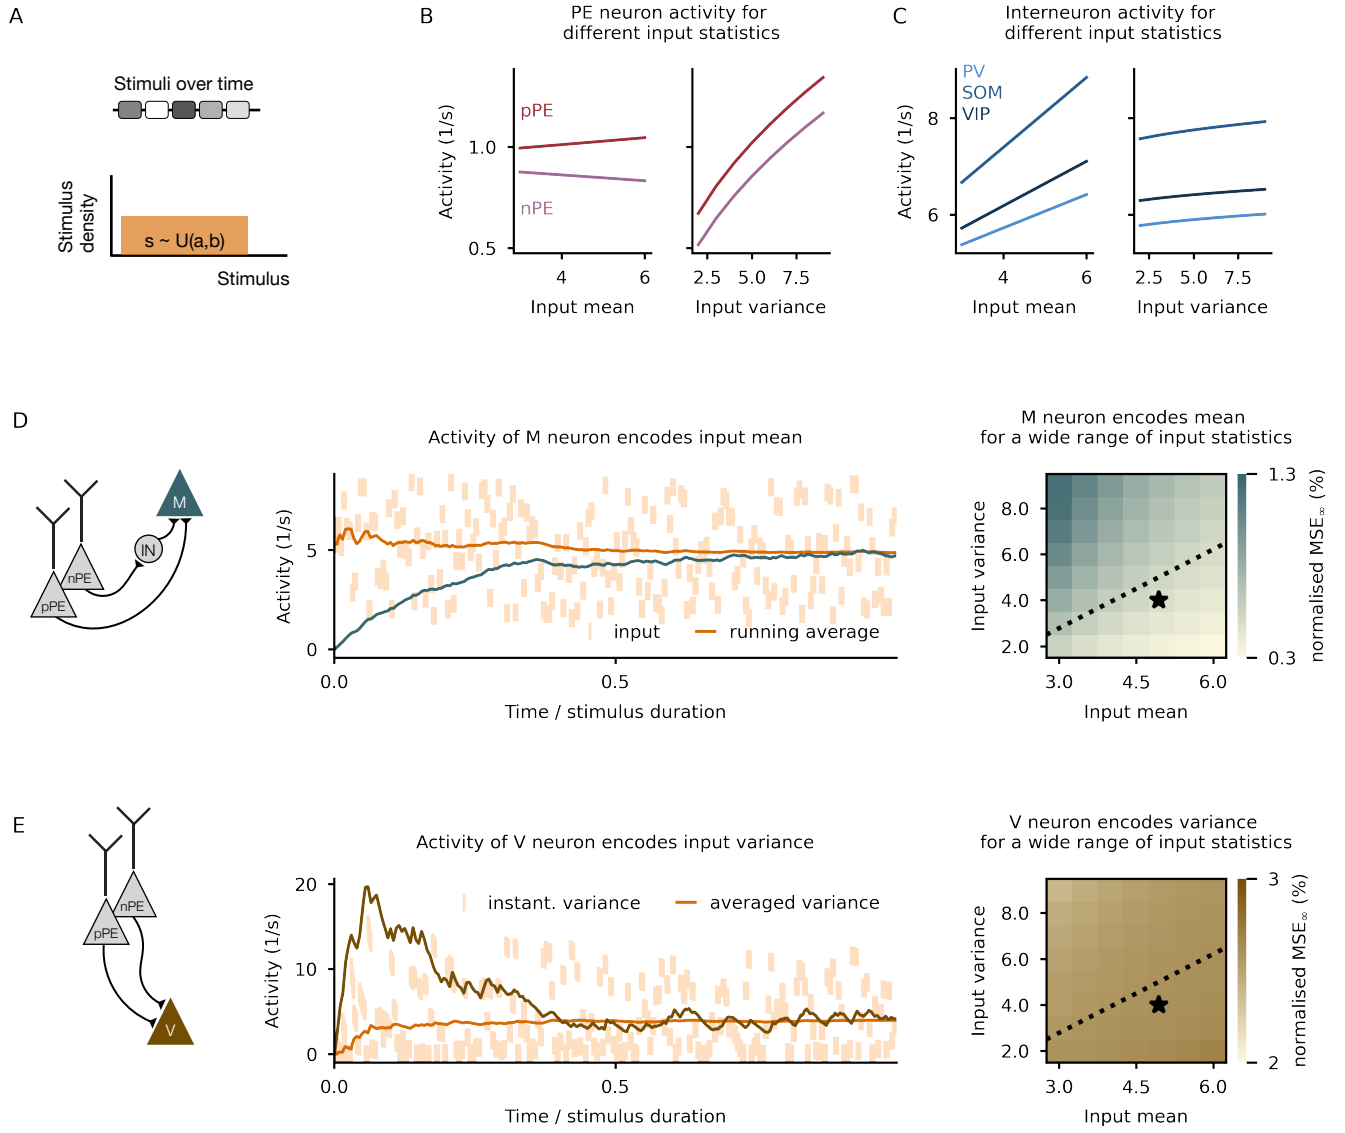 A
Stimuli over time
Stimulus
density
s ~ U(a,b)
Stimulus
B
PE neuron activity for
different input statistics
Activity (1/s)
1.0
0.5
pPE
nPE
4
6
Input mean
2.5
5.0
7.5
Input variance
C
Interneuron activity for
different input statistics
Activity (1/s)
8
6
PV
SOM
VIP
4
6
Input mean
2.5
5.0
7.5
Input variance
D
M
IN
nPE
pPE
Activity of M neuron encodes input mean
Activity (1/s)
5
0
input
running average
0.0
0.5
Time / stimulus duration
M neuron encodes mean
for a wide range of input statistics
Input variance
8.0
6.0
4.0
2.0
3.0
4.5
6.0
Input mean
1.3
0.3
normalised MSE∞ (%)
E
nPE
pPE
V
Activity of V neuron encodes input variance
Activity (1/s)
20
10
0
instant. variance
averaged variance
0.0
0.5
Time / stimulus duration
V neuron encodes variance
for a wide range of input statistics
Input variance
8.0
6.0
4.0
2.0
3.0
4.5
6.0
Input mean
3
2
normalised MSE∞ (%)